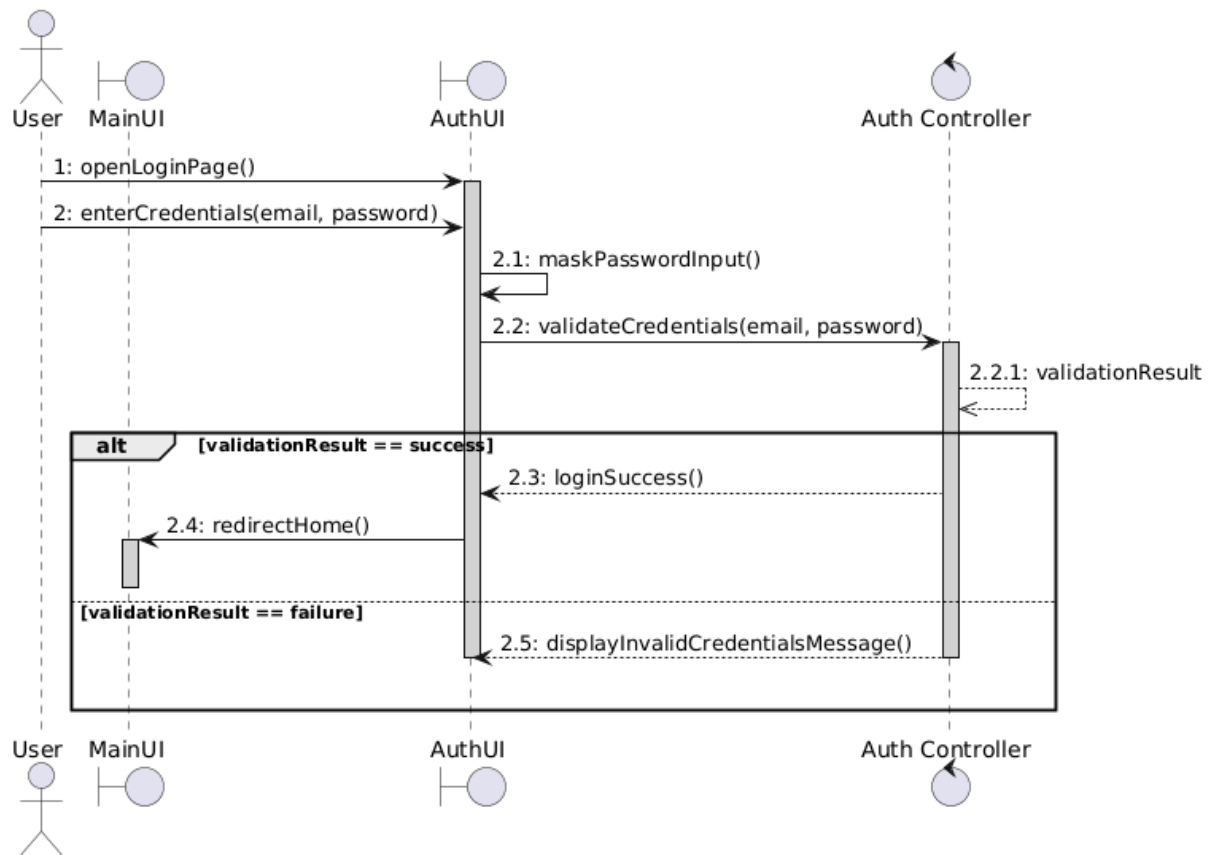 User MainUI AuthUI Auth Controller
1: openLoginPage()
2: enterCredentials(email, password)
2.1: maskPasswordInput()
2.2: validateCredentials(email, password)
2.2.1: validationResult
alt [validationResult == success]
2.3: loginSuccess()
2.4: redirectHome()
[validationResult == failure]
2.5: displayInvalidCredentialsMessage()
User MainUI AuthUI Auth Controller